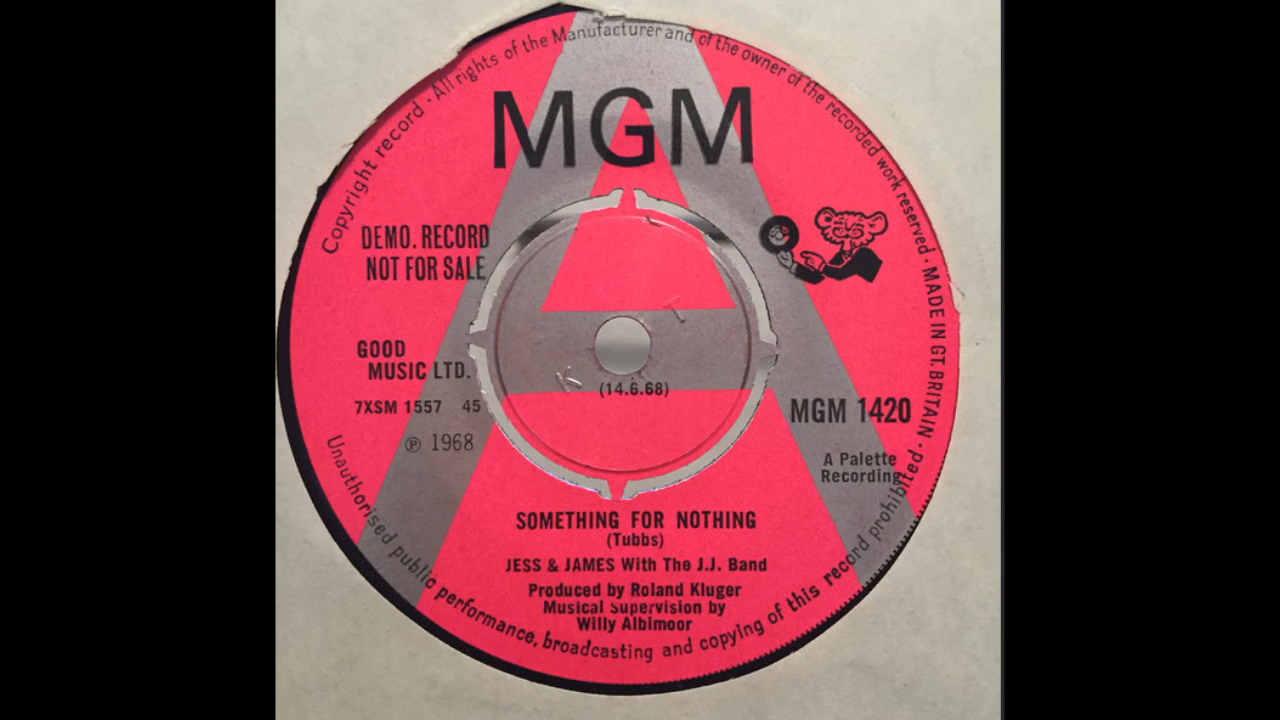 Copyright record · All rights of the Manufacturer and of the owner of the recorded work reserved · MADE IN GT. BRITAIN ·
Unauthorised public performance, broadcasting and copying of this record prohibited ·
MGM
DEMO. RECORD
NOT FOR SALE
GOOD
MUSIC LTD.
7XSM 1557 45
℗ 1968
(14.6.68)
MGM 1420
A Palette
Recording
K
T
A
SOMETHING FOR NOTHING
(Tubbs)
JESS & JAMES With The J.J. Band
Produced by Roland Kluger
Musical Supervision by
Willy Albimoor